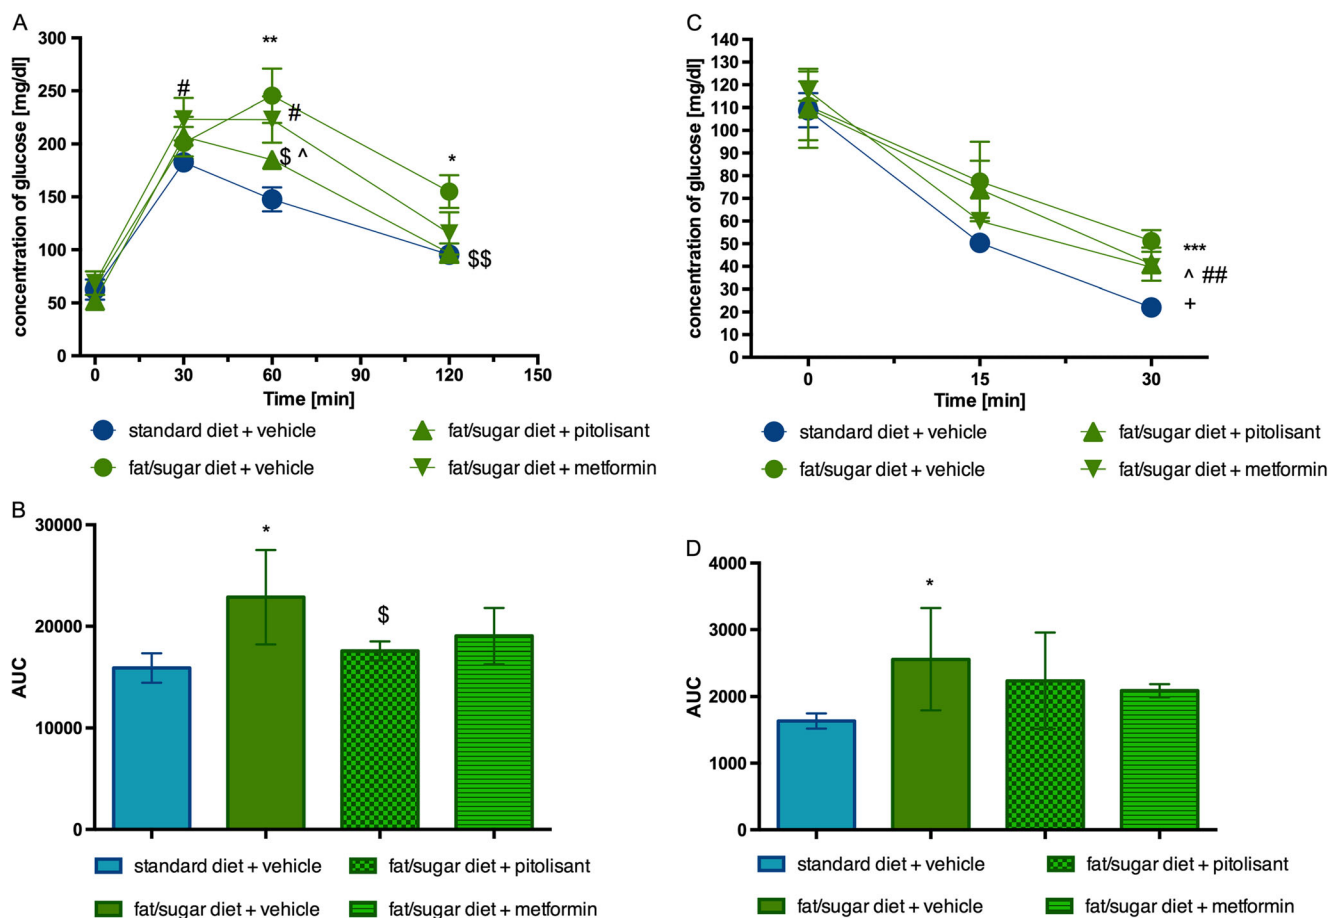 A
concentration of glucose [mg/dl]
300
250
200
150
100
50
0
**
#
#
$ ^
*
$$
0 30 60 90 120 150
Time [min]
standard diet + vehicle
fat/sugar diet + pitolisant
fat/sugar diet + vehicle
fat/sugar diet + metformin
C
concentration of glucose [mg/dl]
140
130
120
110
100
90
80
70
60
50
40
30
20
10
0
***
^ ##
+
0 15 30
Time [min]
standard diet + vehicle
fat/sugar diet + pitolisant
fat/sugar diet + vehicle
fat/sugar diet + metformin
B
AUC
30000
20000
10000
0
*
$
standard diet + vehicle
fat/sugar diet + pitolisant
fat/sugar diet + vehicle
fat/sugar diet + metformin
D
AUC
4000
3000
2000
1000
0
*
standard diet + vehicle
fat/sugar diet + pitolisant
fat/sugar diet + vehicle
fat/sugar diet + metformin